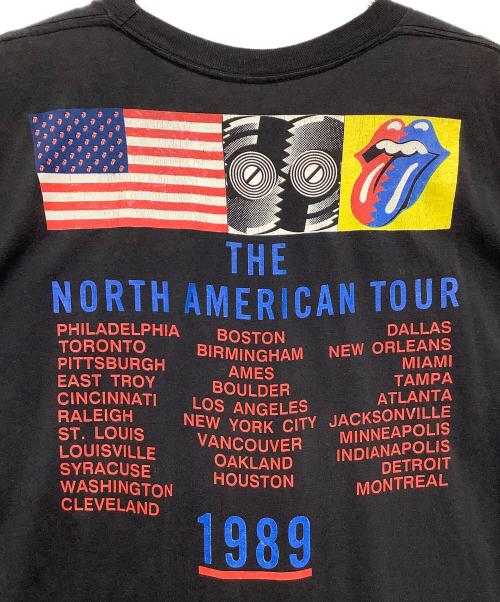 THE
NORTH AMERICAN TOUR
PHILADELPHIA
TORONTO
PITTSBURGH
EAST TROY
CINCINNATI
RALEIGH
ST. LOUIS
LOUISVILLE
SYRACUSE
WASHINGTON
CLEVELAND
BOSTON
BIRMINGHAM
AMES
BOULDER
LOS ANGELES
NEW YORK CITY
VANCOUVER
OAKLAND
HOUSTON
DALLAS
NEW ORLEANS
MIAMI
TAMPA
ATLANTA
JACKSONVILLE
MINNEAPOLIS
INDIANAPOLIS
DETROIT
MONTREAL
1989